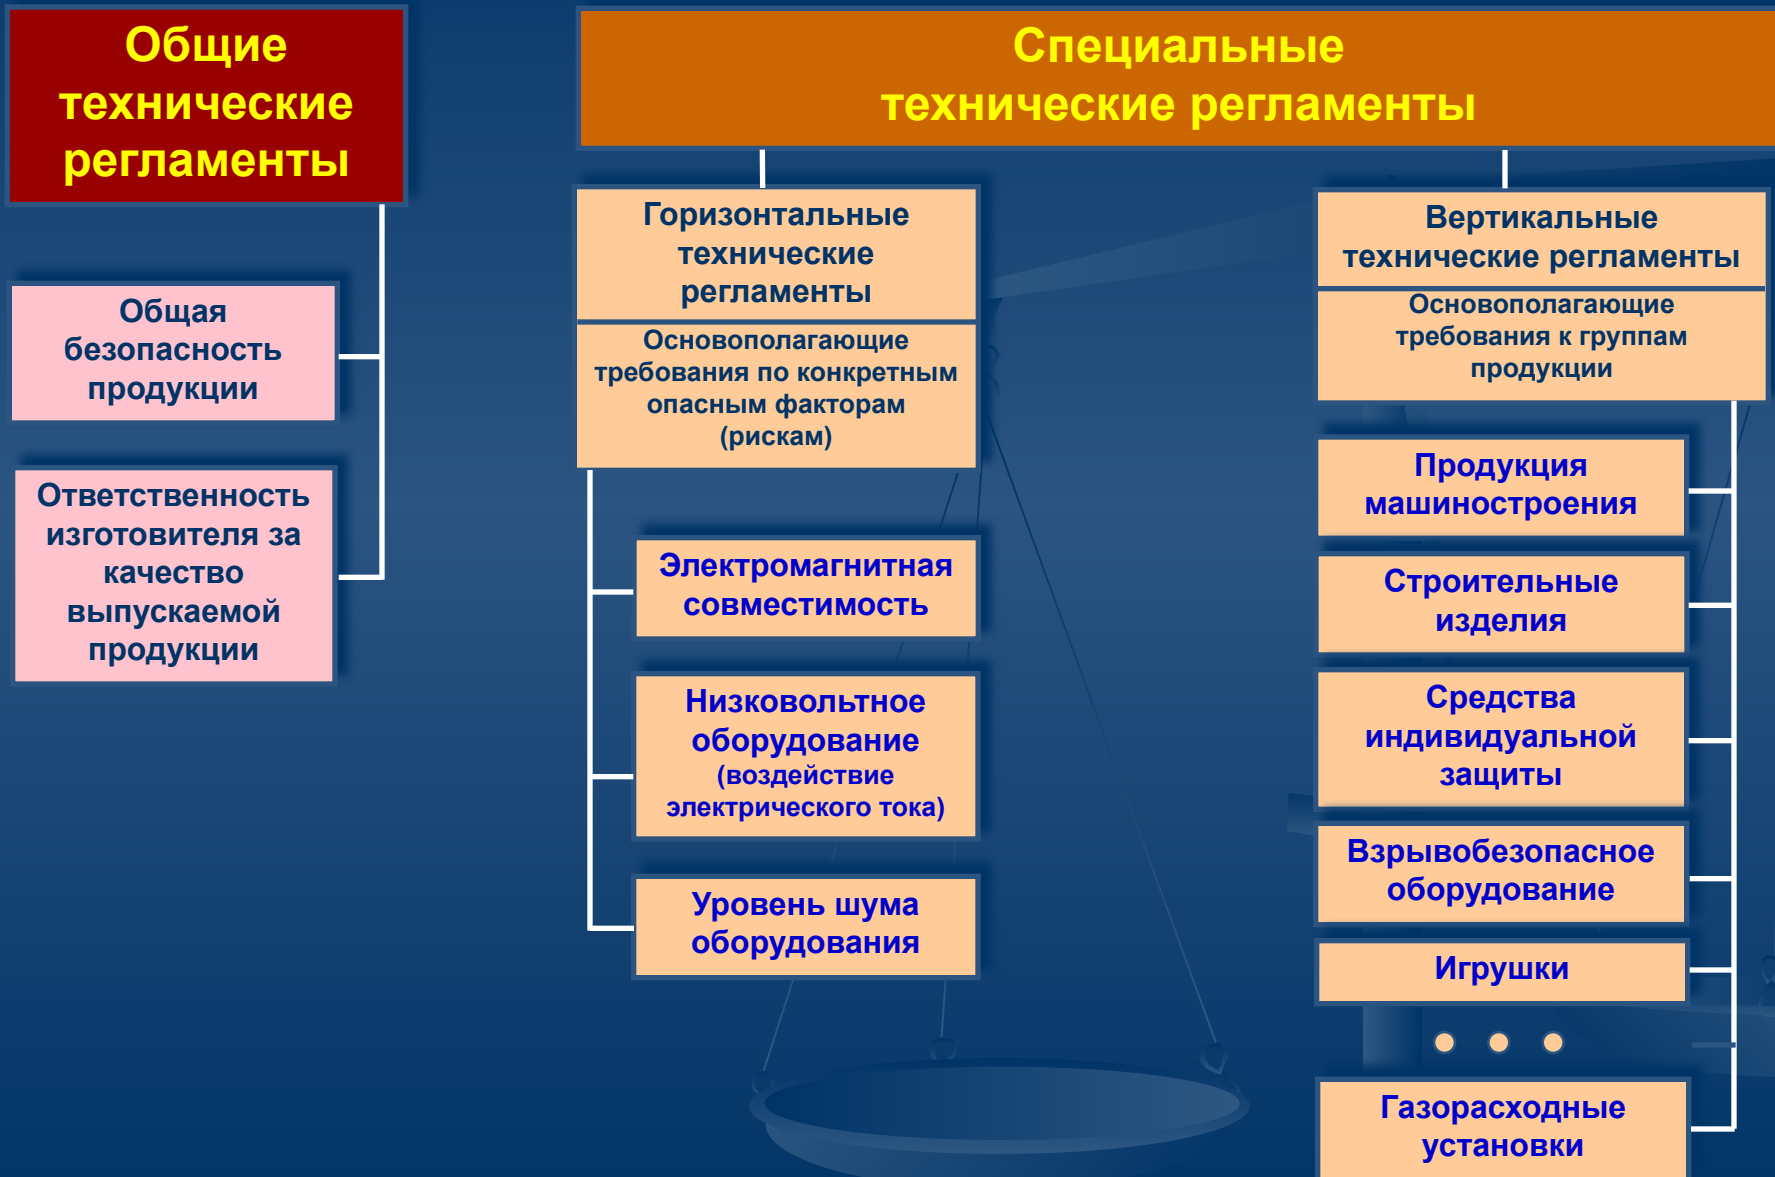 Общие
технические
регламенты
Общая
безопасность
продукции
Ответственность
изготовителя за
качество
выпускаемой
продукции
Специальные
технические регламенты
Горизонтальные
технические
регламенты
Основополагающие
требования по конкретным
опасным факторам
(рискам)
Электромагнитная
совместимость
Низковольтное
оборудование
(воздействие
электрического тока)
Уровень шума
оборудования
Вертикальные
технические регламенты
Основополагающие
требования к группам
продукции
Продукция
машиностроения
Строительные
изделия
Средства
индивидуальной
защиты
Взрывобезопасное
оборудование
Игрушки
Газорасходные
установки